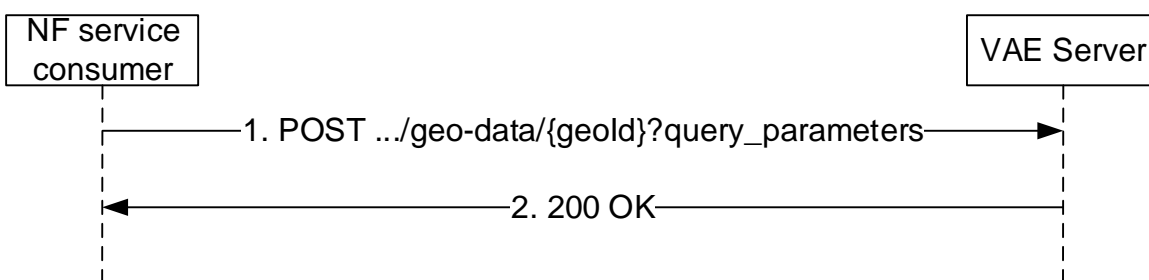 NF service
consumer
VAE Server
1. POST .../geo-data/{geoId}?query_parameters
2. 200 OK